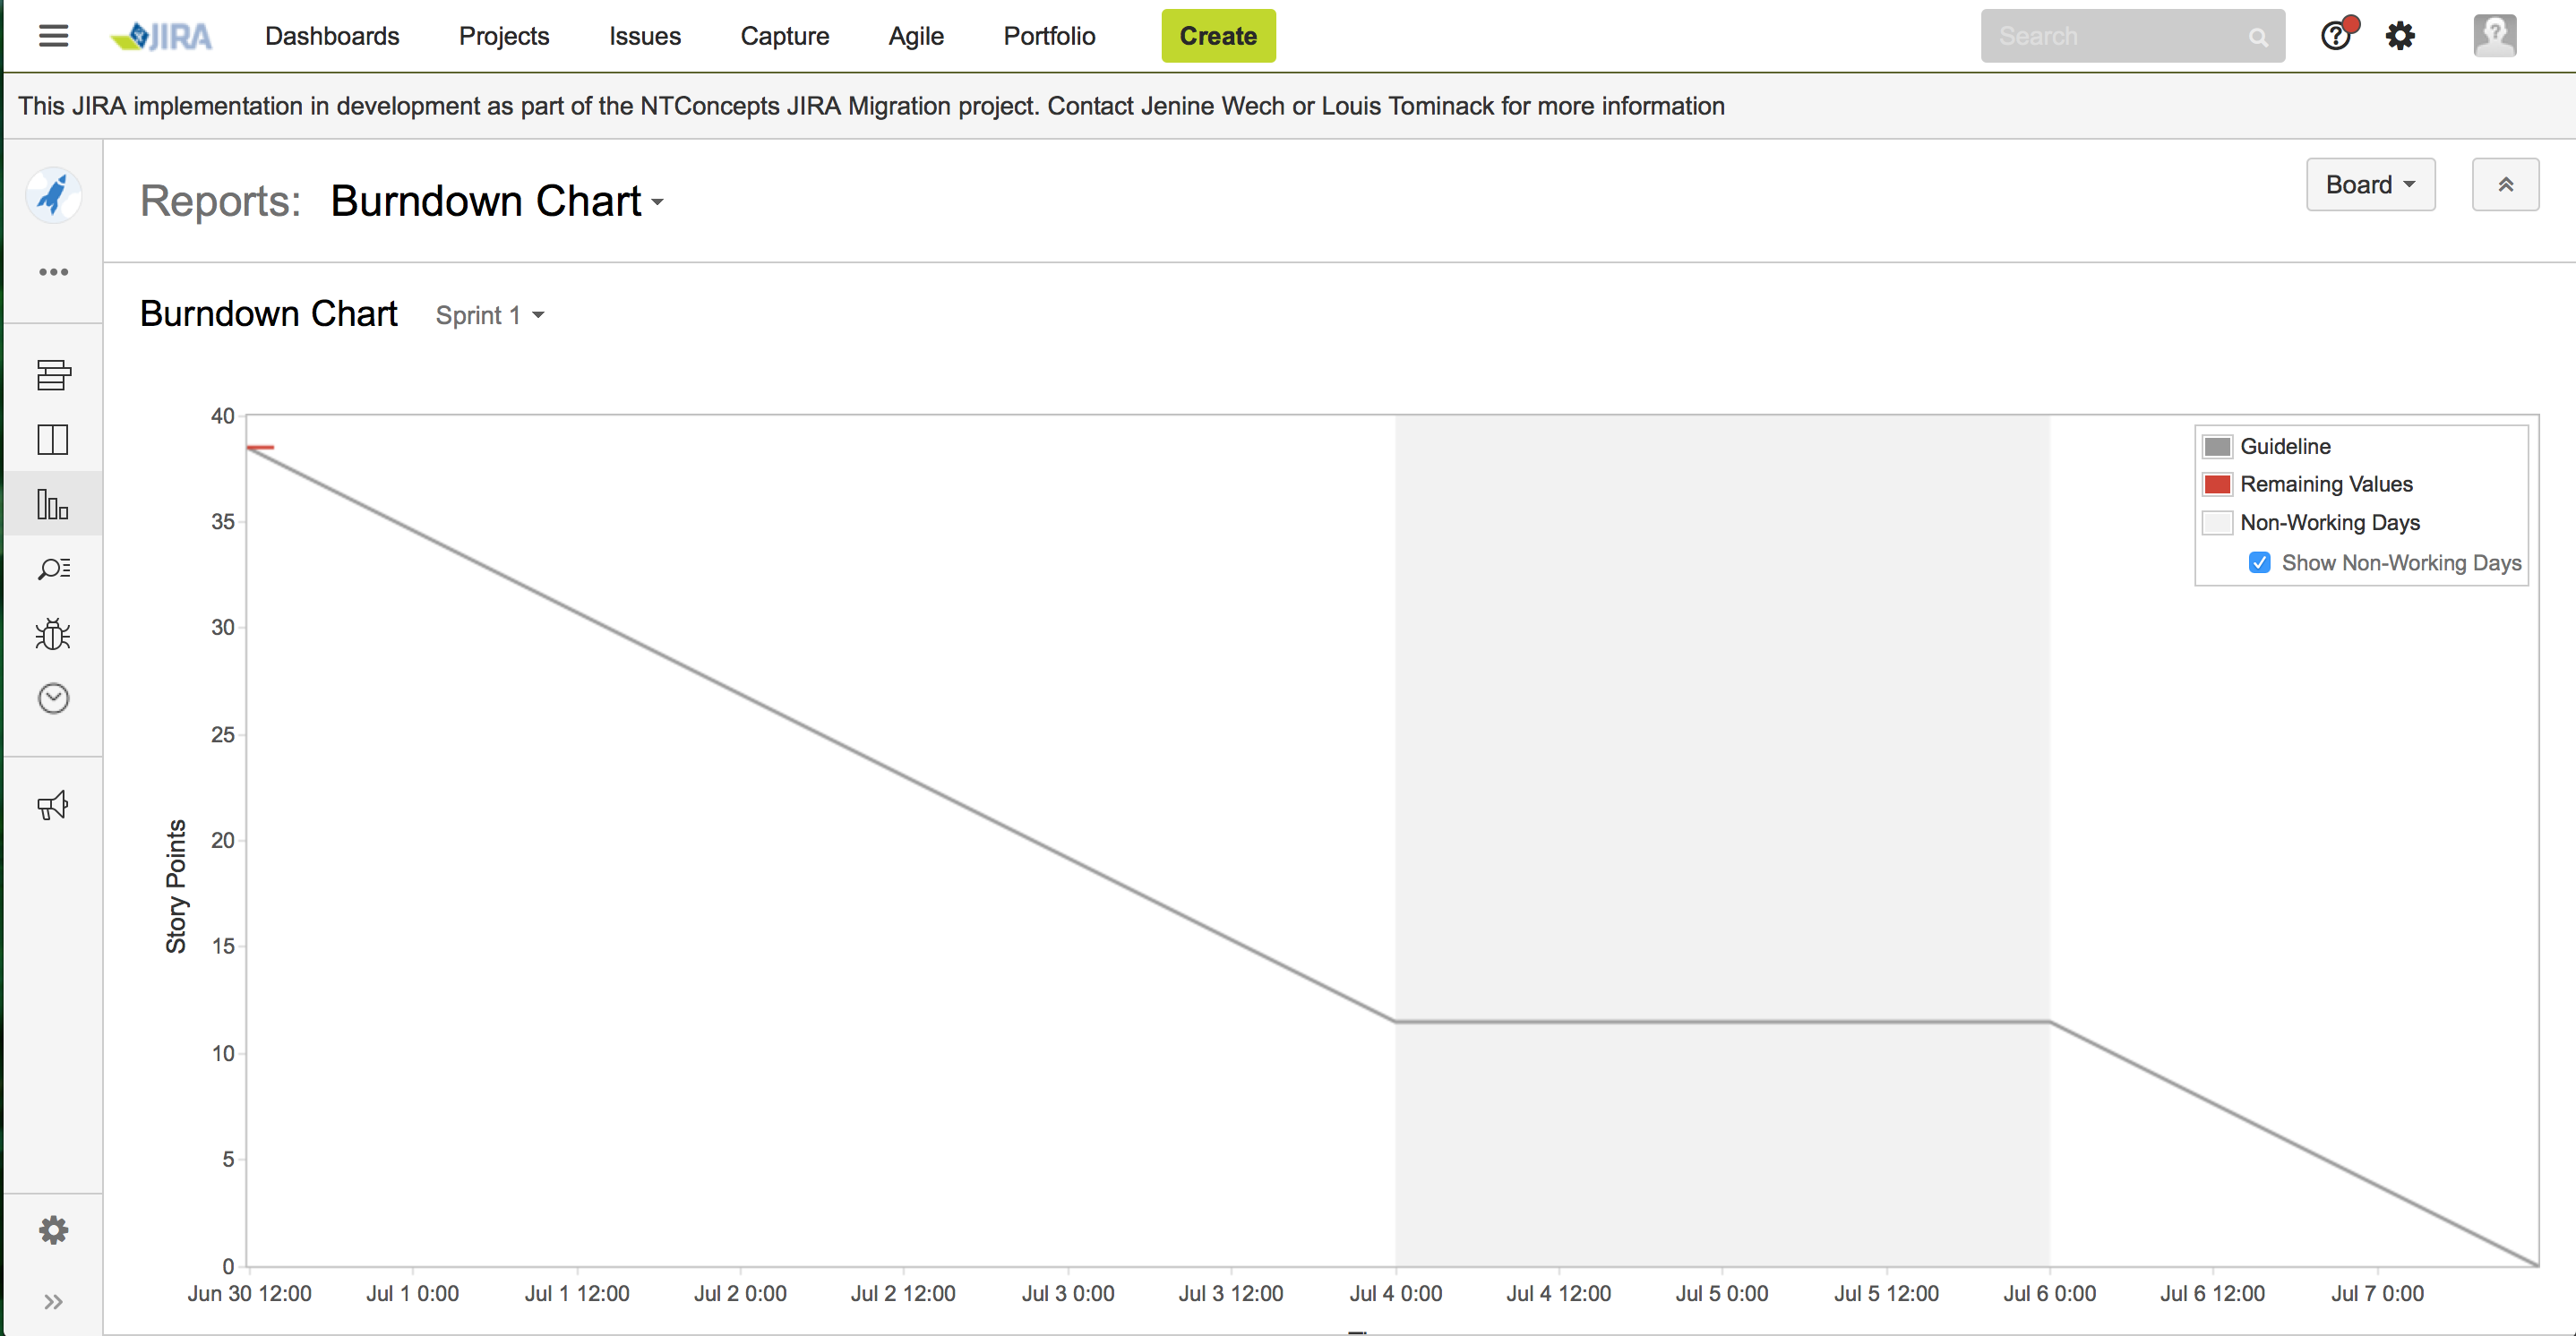 JIRA Dashboards Projects Issues Capture Agile Portfolio Create Search
This JIRA implementation in development as part of the NTConcepts JIRA Migration project. Contact Jenine Wech or Louis Tominack for more information
Reports: Burndown Chart Board
Burndown Chart Sprint 1
40
35
30
25
20
15
10
5
0
Story Points
Guideline
Remaining Values
Non-Working Days
Show Non-Working Days
Jun 30 12:00 Jul 1 0:00 Jul 1 12:00 Jul 2 0:00 Jul 2 12:00 Jul 3 0:00 Jul 3 12:00 Jul 4 0:00 Jul 4 12:00 Jul 5 0:00 Jul 5 12:00 Jul 6 0:00 Jul 6 12:00 Jul 7 0:00